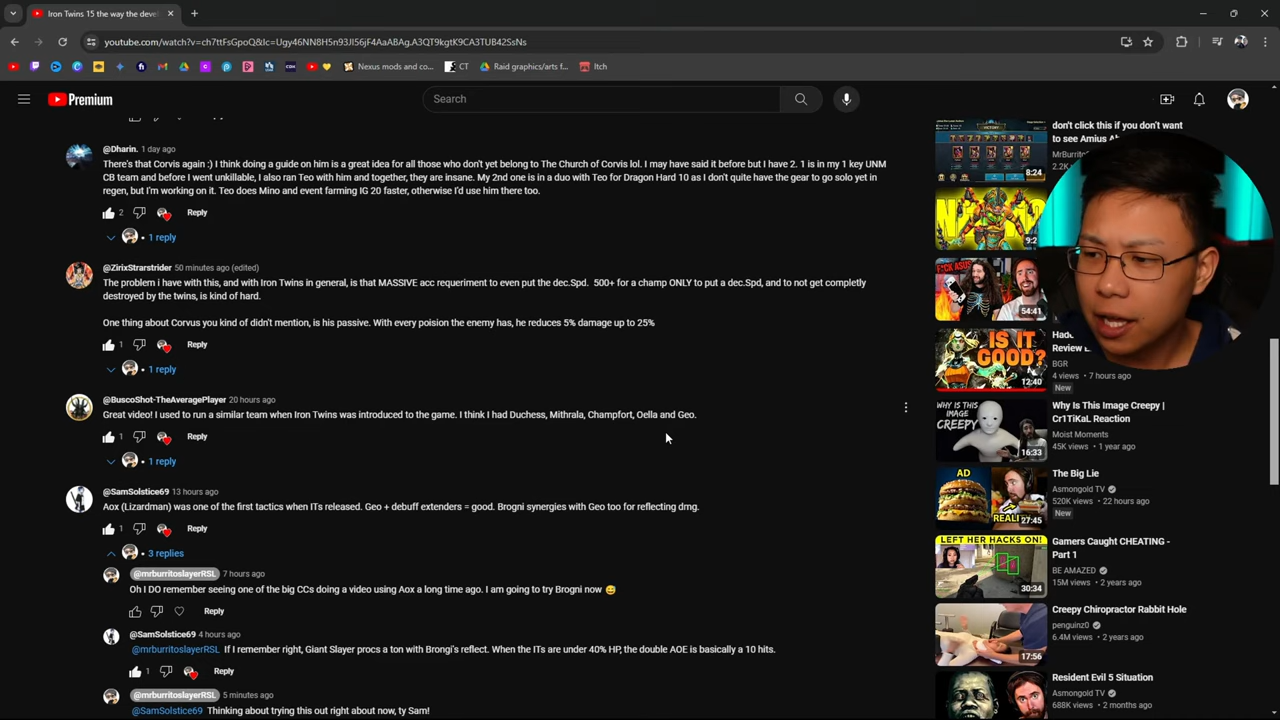 Iron Twins 15 the way the deve
youtube.com/watch?v=ch7ttFsGpoQ&lc=Ugy46NN8H5n93JI56jF4AaABAg.A3QT9kgtK9CA3TUB42SsNs
Nexus mods and co...
CT
Raid graphics/arts f...
Itch
Premium
Search
@Dharin. 1 day ago
There's that Corvis again :) I think doing a guide on him is a great idea for all those who don't yet belong to The Church of Corvis lol. I may have said it before but I have 2. 1 is in my 1 key UNM
CB team and before I went unkillable, I also ran Teo with him and together, they are insane. My 2nd one is in a duo with Teo for Dragon Hard 10 as I don't quite have the gear to go solo yet in
regen, but I'm working on it. Teo does Mino and event farming IG 20 faster, otherwise I'd use him there too.
2 Reply
1 reply
@ZirixStrarstrider 50 minutes ago (edited)
The problem i have with this, and with Iron Twins in general, is that MASSIVE acc requeriment to even put the dec.Spd. 500+ for a champ ONLY to put a dec.Spd, and to not get completly
destroyed by the twins, is kind of hard.
One thing about Corvus you kind of didn't mention, is his passive. With every poision the enemy has, he reduces 5% damage up to 25%
1 Reply
1 reply
@BuscoShot-TheAveragePlayer 20 hours ago
Great video! I used to run a similar team when Iron Twins was introduced to the game. I think I had Duchess, Mithrala, Champfort, Oella and Geo.
1 Reply
1 reply
@SamSolstice69 13 hours ago
Aox (Lizardman) was one of the first tactics when ITs released. Geo + debuff extenders = good. Brogni synergies with Geo too for reflecting dmg.
1 Reply
3 replies
@mrburritoslayerRSL 7 hours ago
Oh I DO remember seeing one of the big CCs doing a video using Aox a long time ago. I am going to try Brogni now 😅
Reply
@SamSolstice69 4 hours ago
@mrburritoslayerRSL If I remember right, Giant Slayer procs a ton with Brongi's reflect. When the ITs are under 40% HP, the double AOE is basically a 10 hits.
1 Reply
@mrburritoslayerRSL 5 minutes ago
@SamSolstice69 Thinking about trying this out right about now, ty Sam!
don't click this if you don't want
to see Amius Ab
MrBurrito
2.2K
VICTORY
8:24
9:2
F*CK ASUS
54:41
Hade
Review E
BGR
4 views • 7 hours ago
New
IS IT
GOOD?
12:40
Why Is This Image Creepy |
Cr1TiKaL Reaction
Moist Moments
45K views • 1 year ago
WHY IS THIS
IMAGE
CREEPY
16:33
The Big Lie
Asmongold TV
520K views • 22 hours ago
New
AD
REALI
27:45
Gamers Caught CHEATING -
Part 1
BE AMAZED
15M views • 2 years ago
LEFT HER HACKS ON!
30:34
Creepy Chiropractor Rabbit Hole
penguinz0
6.4M views • 2 years ago
17:56
Resident Evil 5 Situation
Asmongold TV
688K views • 2 months ago